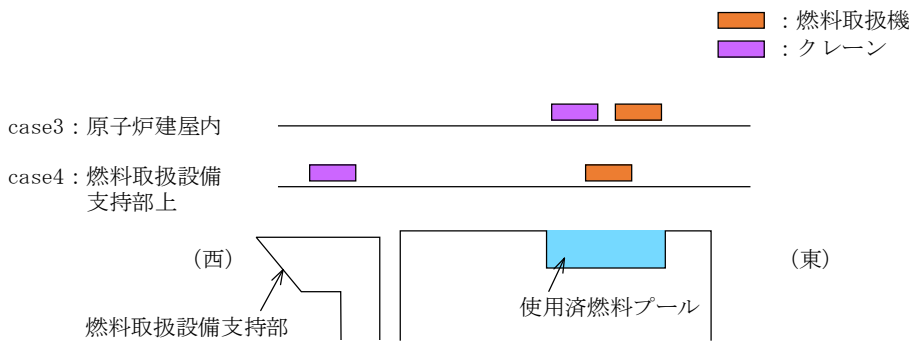 ：燃料取扱機
：クレーン
case3：原子炉建屋内
case4：燃料取扱設備
支持部上
（西）
（東）
使用済燃料プール
燃料取扱設備支持部